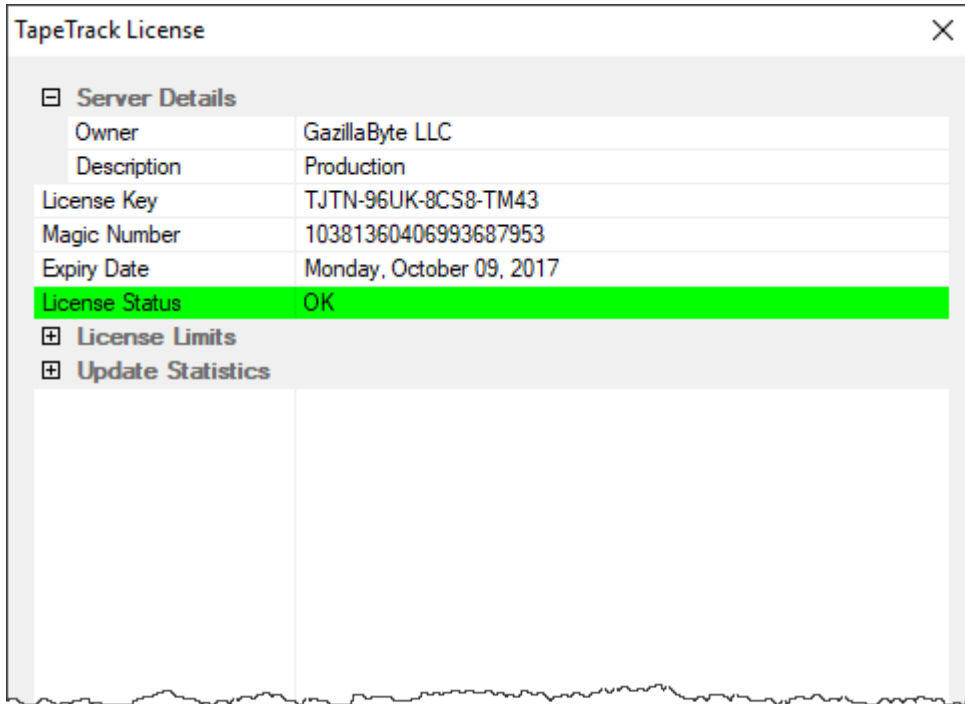 TapeTrack License
Server Details
Owner GazillaByte LLC
Description Production
License Key TJTN-96UK-8CS8-TM43
Magic Number 10381360406993687953
Expiry Date Monday, October 09, 2017
License Status OK
License Limits
Update Statistics